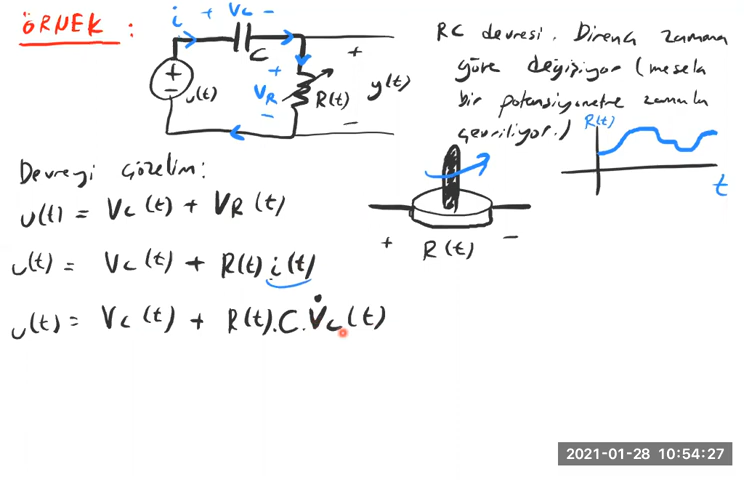 ÖRNEK :
i + Vc -
C
+
-
u(t)
+
VR
-
R(t)
+
y(t)
-
RC devresi. Direnç zamana
göre değişiyor (mesela
bir potansiyometre zamanla
çevriliyor.)
R(t)
t
+ R(t) -
Devreyi çözelim:
u(t) = Vc(t) + VR(t)
u(t) = Vc(t) + R(t) i(t)
u(t) = Vc(t) + R(t).C.V̇c(t)
2021-01-28 10:54:27